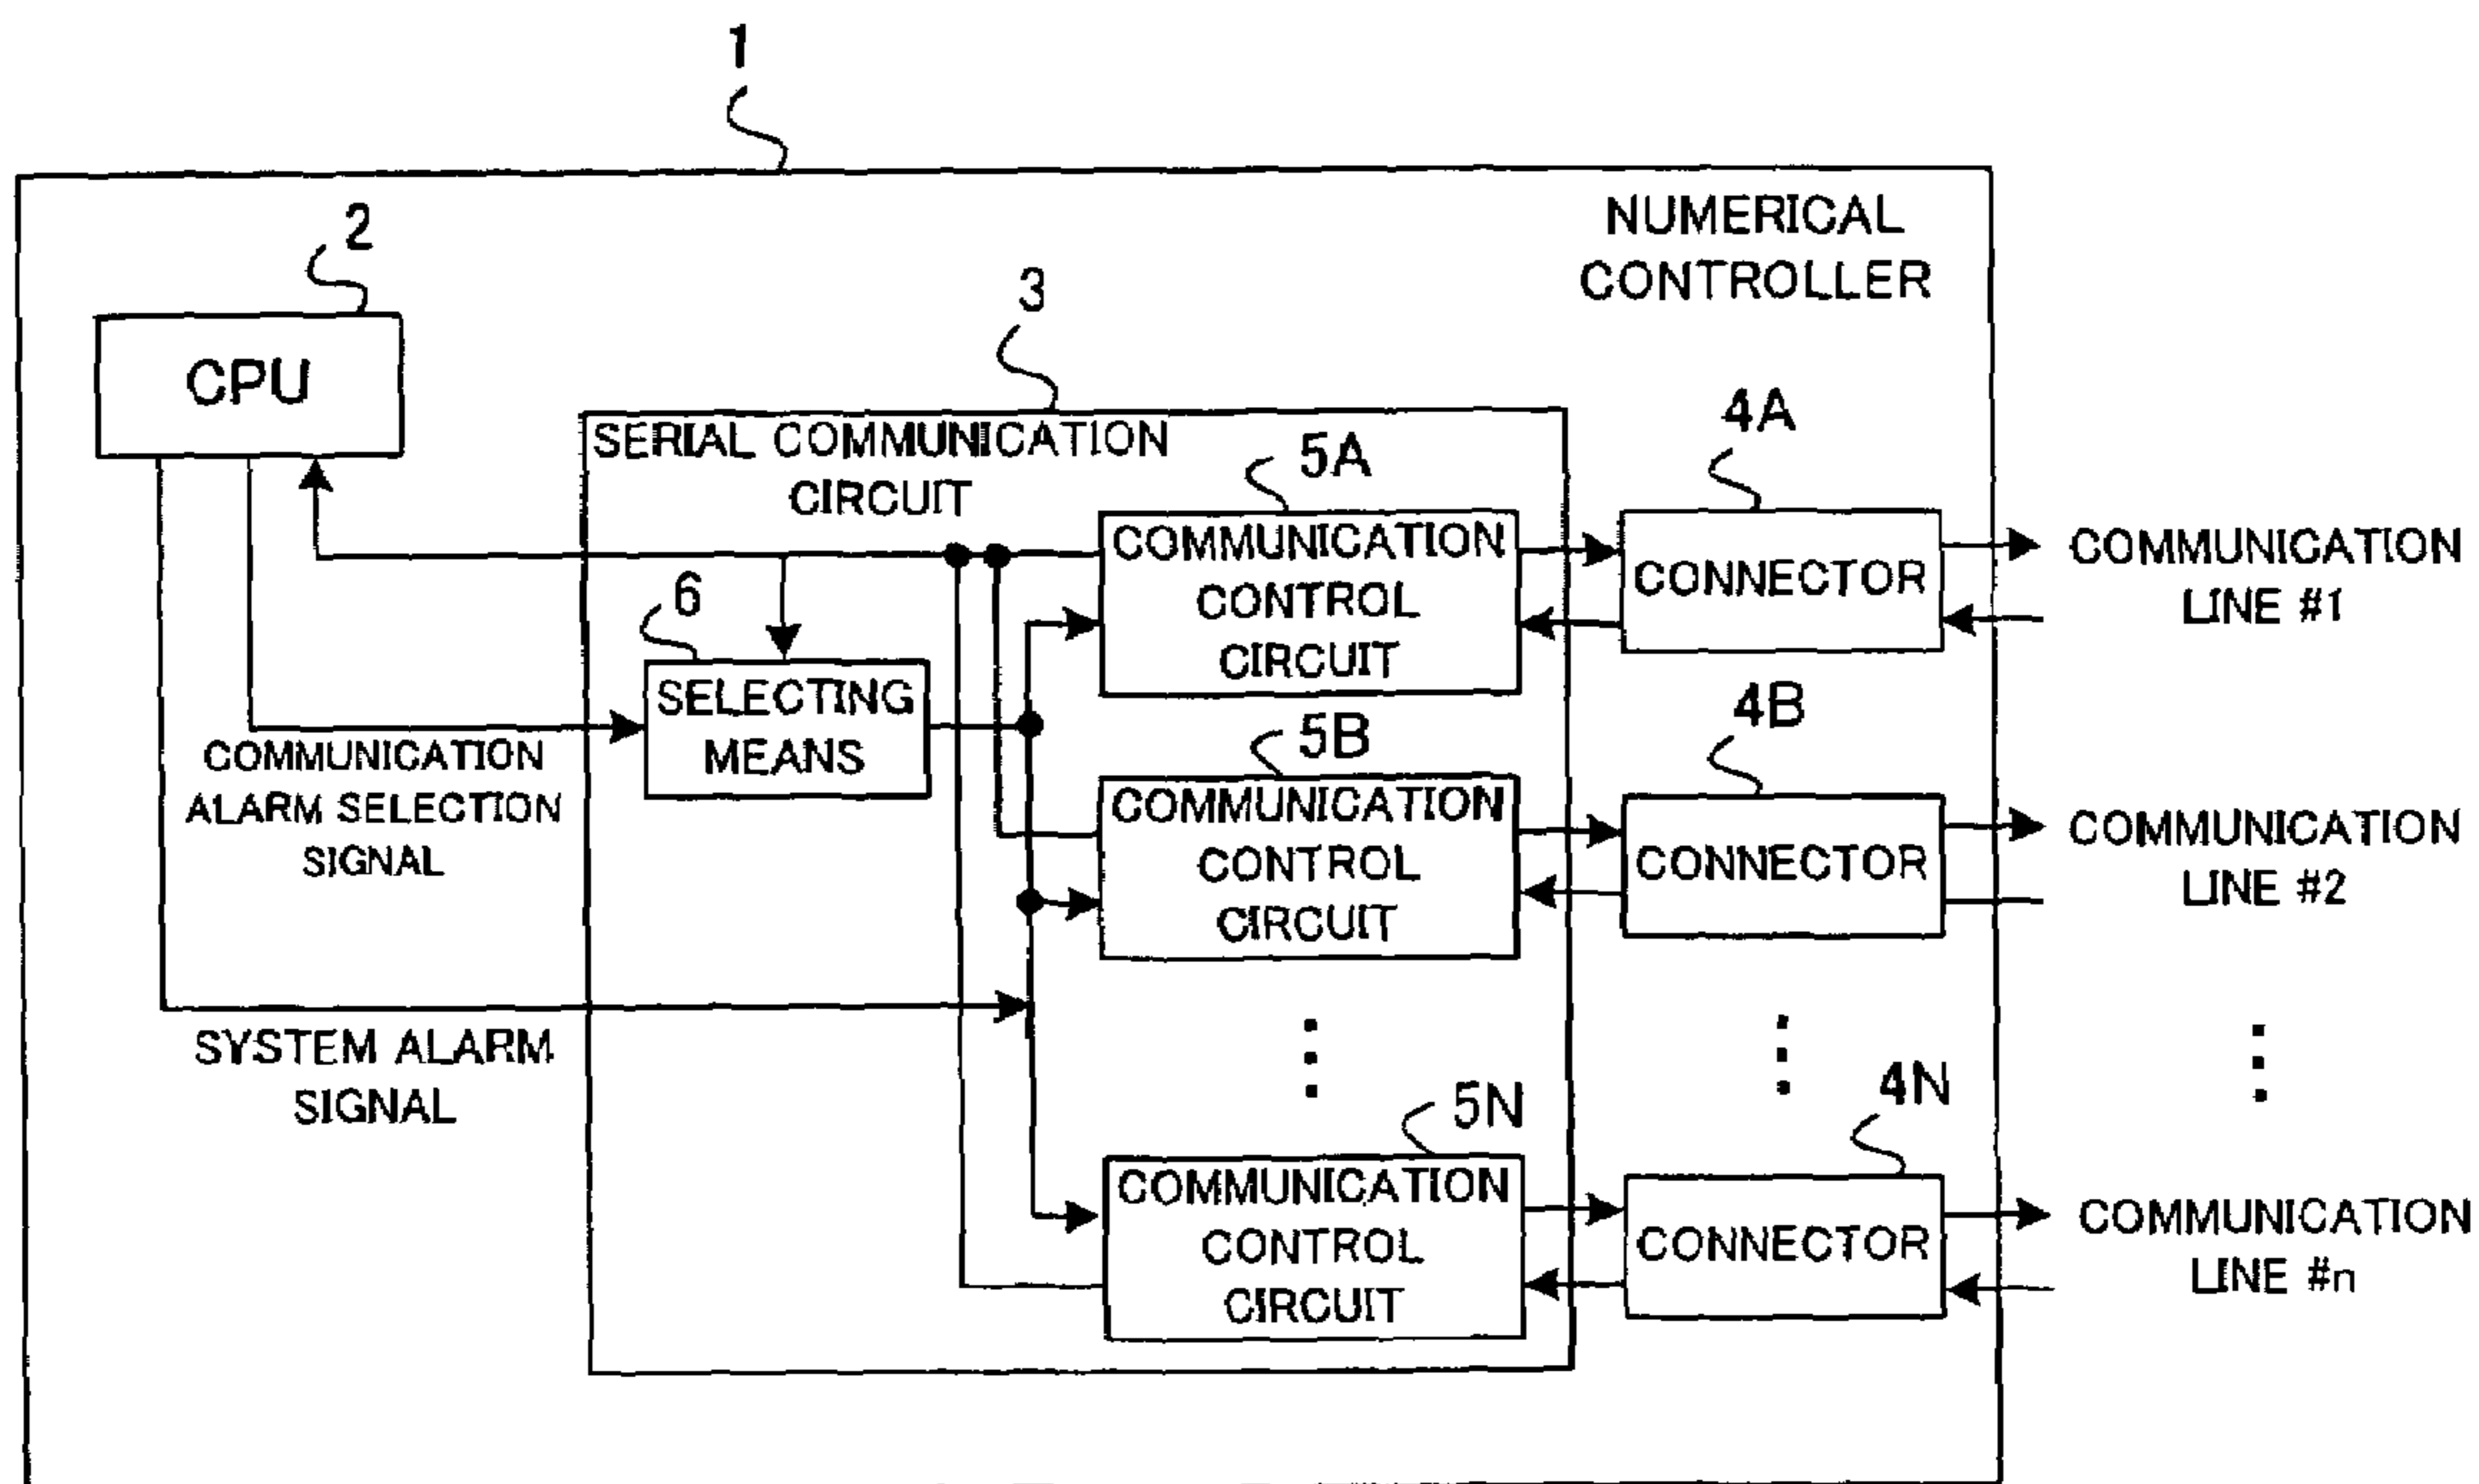 1
NUMERICAL
CONTROLLER
2
CPU
3
SERIAL COMMUNICATION
CIRCUIT
5A
COMMUNICATION
CONTROL
CIRCUIT
4A
CONNECTOR
COMMUNICATION
LINE #1
6
SELECTING
MEANS
COMMUNICATION
ALARM SELECTION
SIGNAL
5B
COMMUNICATION
CONTROL
CIRCUIT
4B
CONNECTOR
COMMUNICATION
LINE #2
SYSTEM ALARM
SIGNAL
5N
COMMUNICATION
CONTROL
CIRCUIT
4N
CONNECTOR
COMMUNICATION
LINE #n